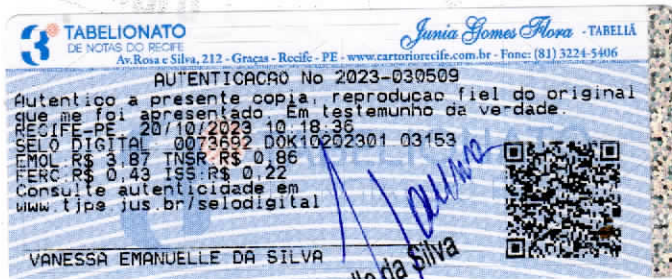 3º TABELIONATO
DE NOTAS DO RECIFE
Junia Gomes Flora - TABELIÃ
Av.Rosa e Silva, 212 - Graças - Recife - PE - www.cartoriorecife.com.br - Fone: (81) 3224-5406
AUTENTICACAO No 2023-030509
Autentico a presente copia, reproducao fiel do original
que me foi apresentado. Em testemunho da verdade.
RECIFE-PE, 20/10/2023 10:18:36
SELO DIGITAL 0073692.DOK10202301.03153
EMOL:R$ 3,87 TNSR:R$ 0,86
FERC:R$ 0,43 ISS:R$ 0,22
Consulte autenticidade em
www.tjpe.jus.br/selodigital
VANESSA EMANUELLE DA SILVA
da Silva